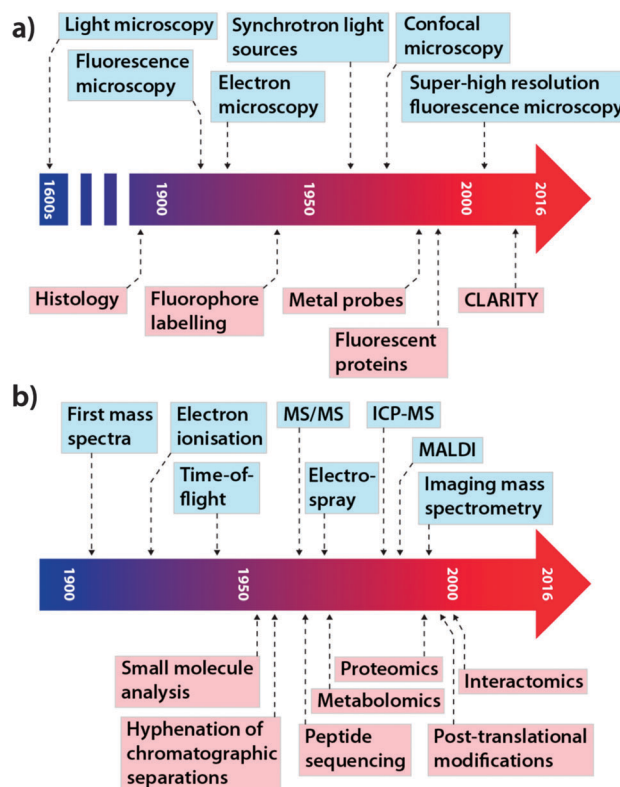 a)
Light microscopy
Synchrotron light
sources
Confocal
microscopy
Fluorescence
microscopy
Electron
microscopy
Super-high resolution
fluorescence microscopy
1600s
1900
1950
2000
2016
Histology
Fluorophore
labelling
Metal probes
CLARITY
Fluorescent
proteins
b)
First mass
spectra
Electron
ionisation
MS/MS
ICP-MS
Time-of-
flight
Electro-
spray
MALDI
Imaging mass
spectrometry
1900
1950
2000
2016
Small molecule
analysis
Proteomics
Interactomics
Metabolomics
Hyphenation of
chromatographic
separations
Peptide
sequencing
Post-translational
modifications